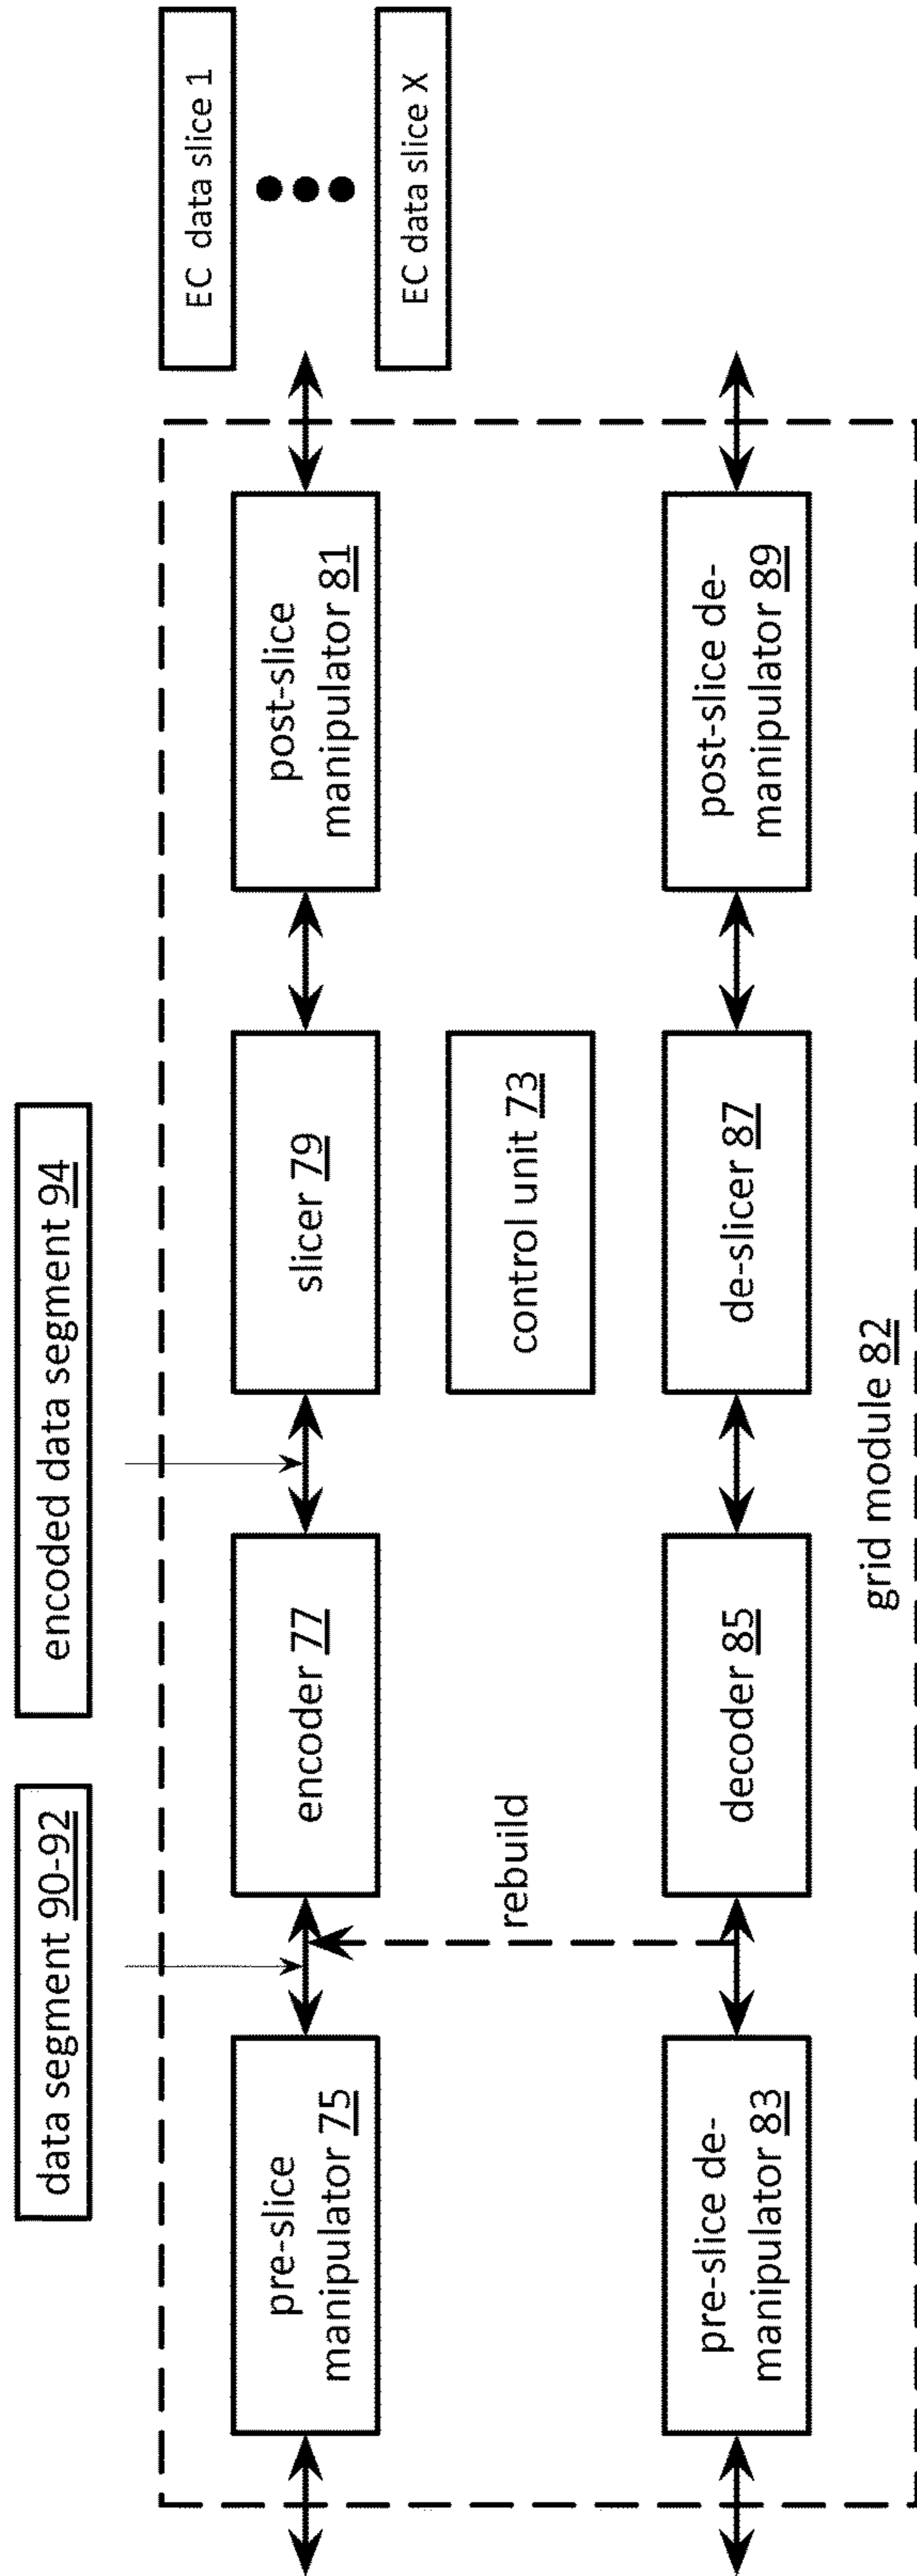 data segment 90-92
encoded data segment 94
EC data slice 1
EC data slice X
pre-slice
manipulator 75
encoder 77
slicer 79
post-slice
manipulator 81
rebuild
control unit 73
pre-slice de-
manipulator 83
decoder 85
de-slicer 87
post-slice de-
manipulator 89
grid module 82